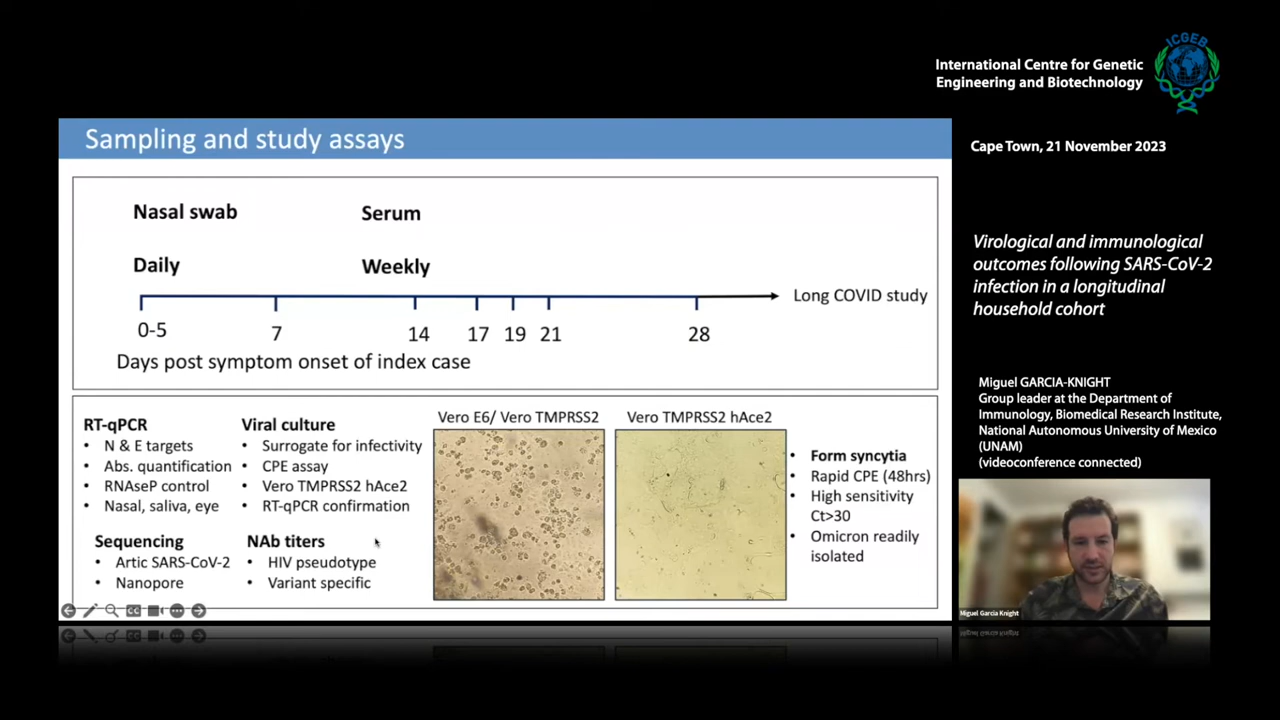 ICGEB
International Centre for Genetic
Engineering and Biotechnology
Cape Town, 21 November 2023
Virological and immunological
outcomes following SARS-CoV-2
infection in a longitudinal
household cohort
Miguel GARCIA-KNIGHT
Group leader at the Department of
Immunology, Biomedical Research Institute,
National Autonomous University of Mexico
(UNAM)
(videoconference connected)
Miguel Garcia Knight
Sampling and study assays
Nasal swab
Serum
Daily
Weekly
Long COVID study
0-5 7 14 17 19 21 28
Days post symptom onset of index case
RT-qPCR
• N & E targets
• Abs. quantification
• RNAseP control
• Nasal, saliva, eye
Sequencing
• Artic SARS-CoV-2
• Nanopore
Viral culture
• Surrogate for infectivity
• CPE assay
• Vero TMPRSS2 hAce2
• RT-qPCR confirmation
NAb titers
• HIV pseudotype
• Variant specific
Vero E6/ Vero TMPRSS2
Vero TMPRSS2 hAce2
• Form syncytia
• Rapid CPE (48hrs)
• High sensitivity
Ct>30
• Omicron readily
isolated
CC